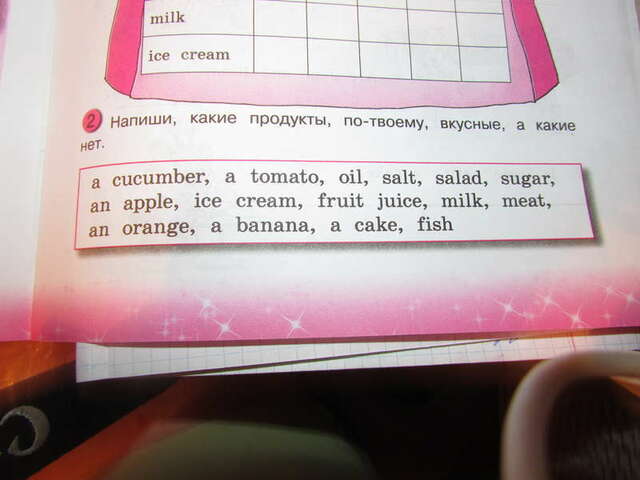 milk
ice cream
2 Напиши, какие продукты, по-твоему, вкусные, а какие
нет.
a cucumber, a tomato, oil, salt, salad, sugar,
an apple, ice cream, fruit juice, milk, meat,
an orange, a banana, a cake, fish